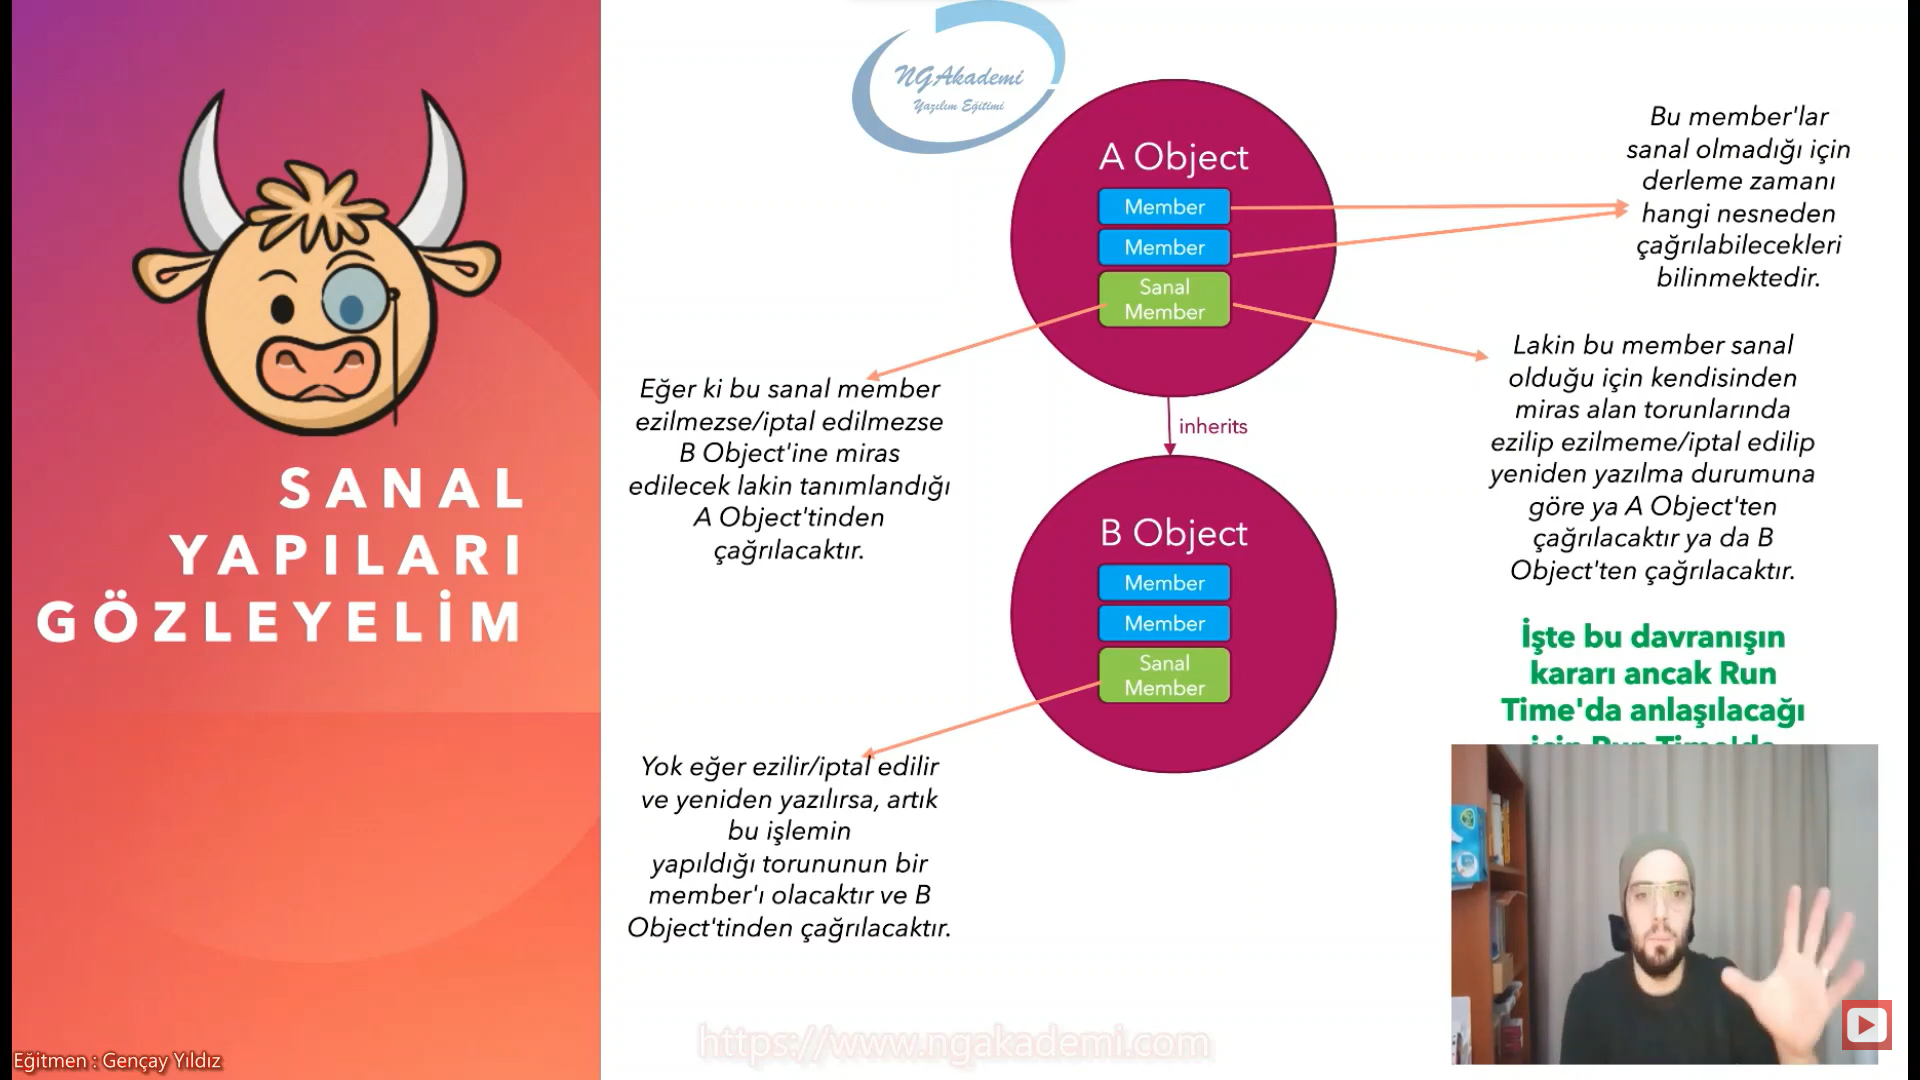 SANAL
YAPILARI
GÖZLEYELİM
Eğitmen : Gençay Yıldız
NGAkademi
Yazılım Eğitimi
A Object
Member
Member
Sanal
Member
inherits
B Object
Member
Member
Sanal
Member
Eğer ki bu sanal member
ezilmezse/iptal edilmezse
B Object'ine miras
edilecek lakin tanımlandığı
A Object'tinden
çağrılacaktır.
Yok eğer ezilir/iptal edilir
ve yeniden yazılırsa, artık
bu işlemin
yapıldığı torununun bir
member'ı olacaktır ve B
Object'tinden çağrılacaktır.
Bu member'lar
sanal olmadığı için
derleme zamanı
hangi nesneden
çağrılabilecekleri
bilinmektedir.
Lakin bu member sanal
olduğu için kendisinden
miras alan torunlarında
ezilip ezilmeme/iptal edilip
yeniden yazılma durumuna
göre ya A Object'ten
çağrılacaktır ya da B
Object'ten çağrılacaktır.
İşte bu davranışın
kararı ancak Run
Time'da anlaşılacağı
için Run Time'da
https://www.ngakademi.com